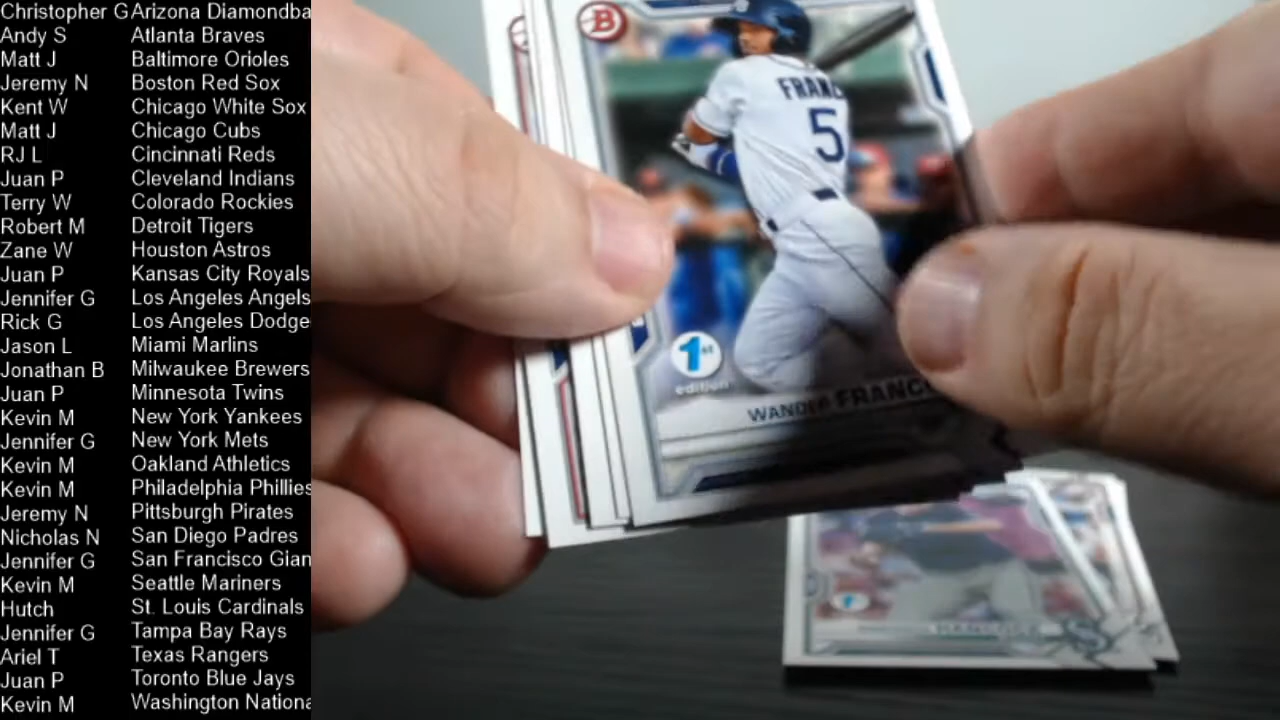 Christopher G Arizona Diamondba
Andy S Atlanta Braves
Matt J Baltimore Orioles
Jeremy N Boston Red Sox
Kent W Chicago White Sox
Matt J Chicago Cubs
RJ L Cincinnati Reds
Juan P Cleveland Indians
Terry W Colorado Rockies
Robert M Detroit Tigers
Zane W Houston Astros
Juan P Kansas City Royals
Jennifer G Los Angeles Angels
Rick G Los Angeles Dodge
Jason L Miami Marlins
Jonathan B Milwaukee Brewers
Juan P Minnesota Twins
Kevin M New York Yankees
Jennifer G New York Mets
Kevin M Oakland Athletics
Kevin M Philadelphia Phillies
Jeremy N Pittsburgh Pirates
Nicholas N San Diego Padres
Jennifer G San Francisco Gian
Kevin M Seattle Mariners
Hutch St. Louis Cardinals
Jennifer G Tampa Bay Rays
Ariel T Texas Rangers
Juan P Toronto Blue Jays
Kevin M Washington Nationa
B
FRANC
5
1st
edition
WANDER FRANCO